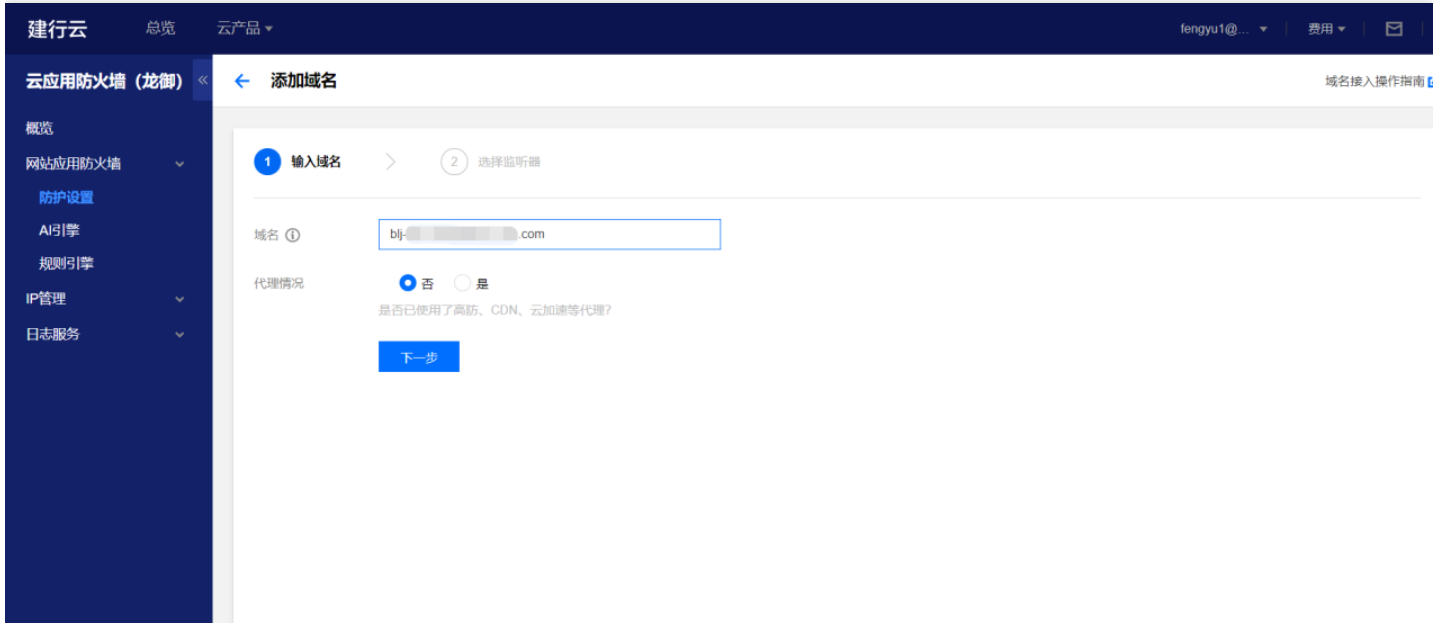 建行云 总览 云产品 fengyu1@... 费用
云应用防火墙（龙御） « 添加域名 域名接入操作指南
概览
网站应用防火墙
防护设置
AI引擎
规则引擎
IP管理
日志服务
1 输入域名 2 选择监听器
域名 blj- .com
代理情况 否 是
是否已使用了高防、CDN、云加速等代理？
下一步